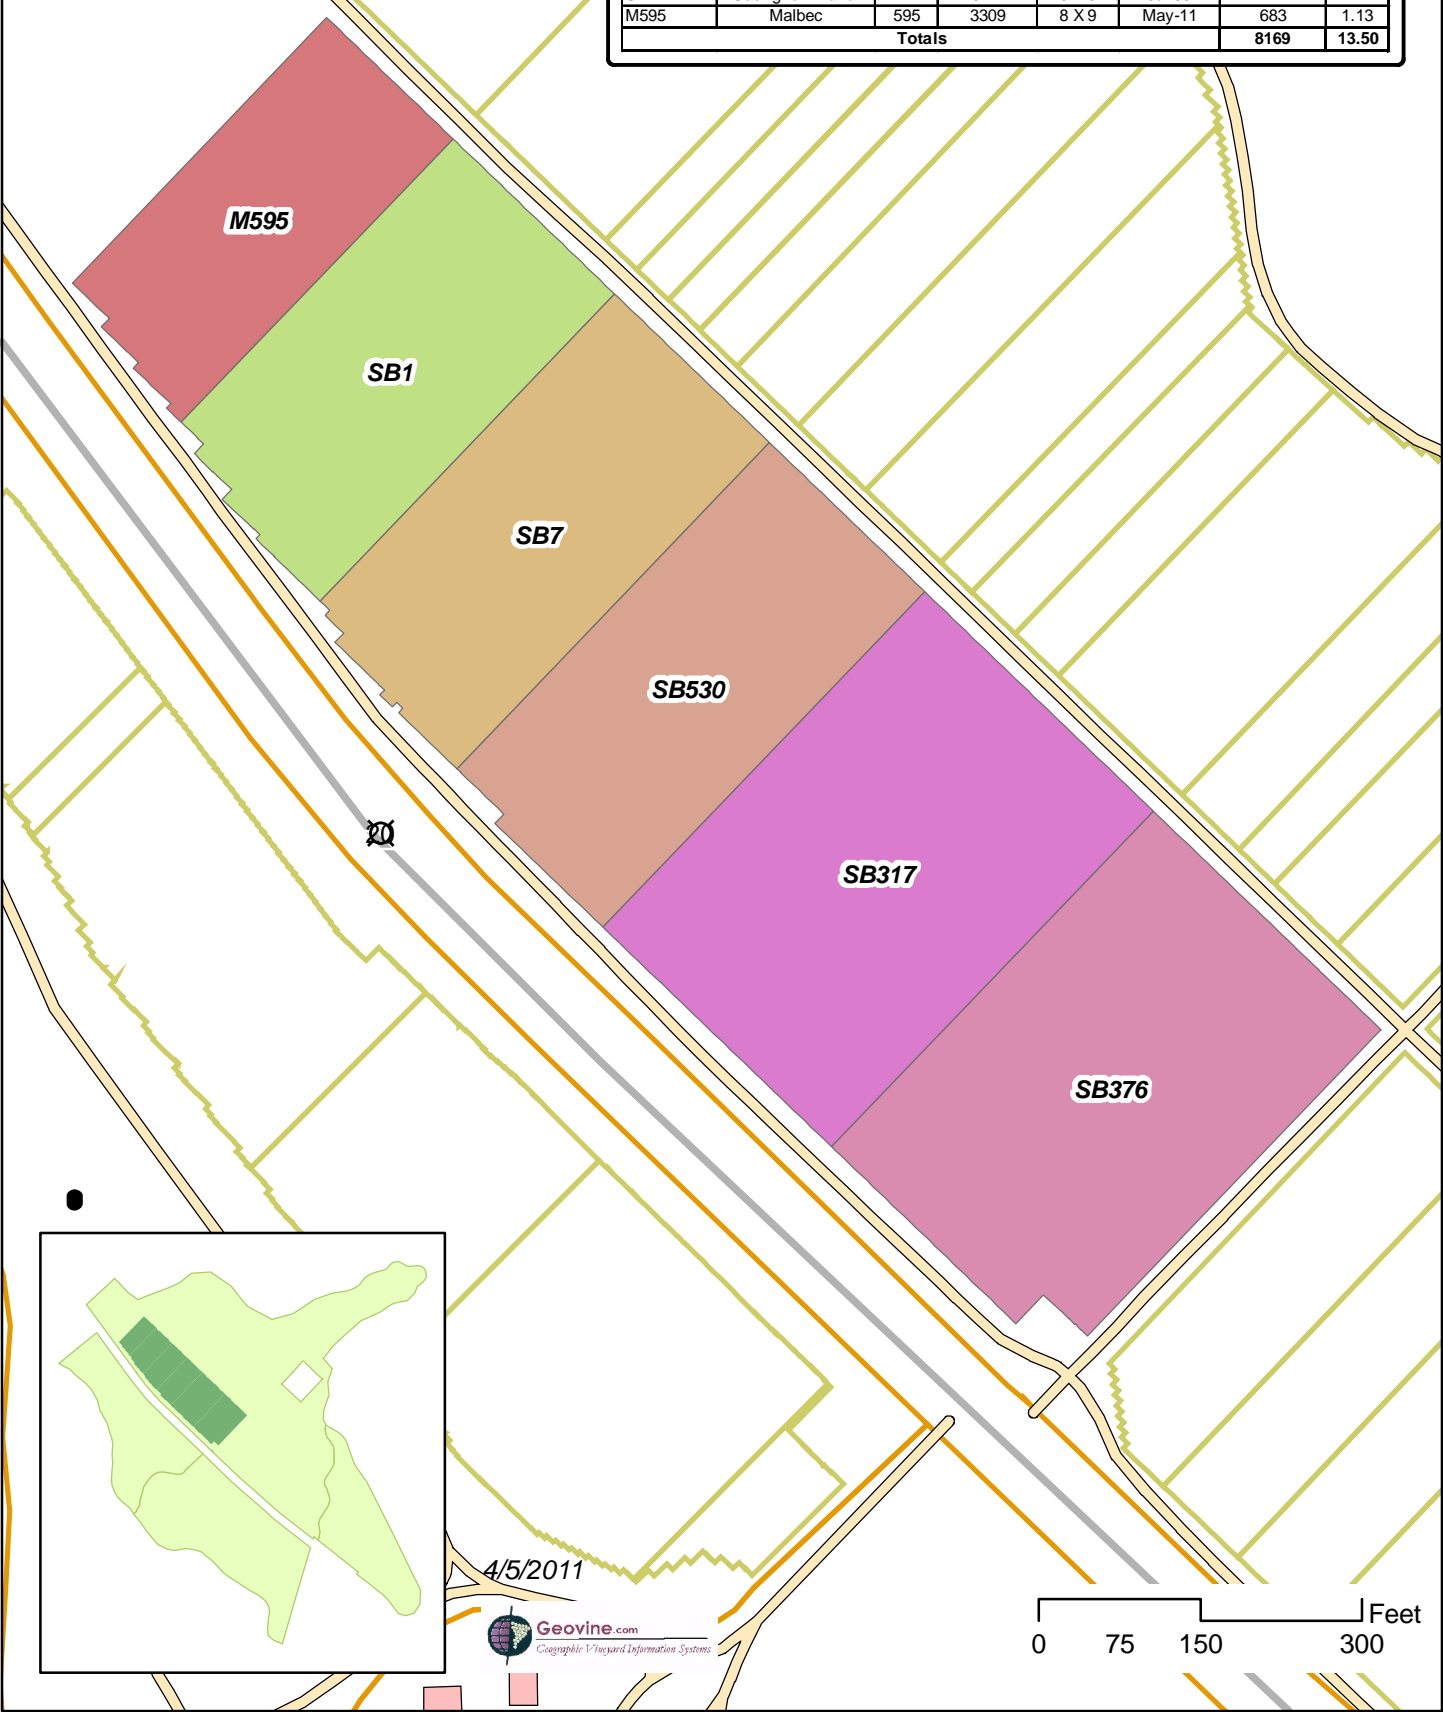 M595 Malbec 595 3309 8 X 9 May-11 683 1.13
Totals 8169 13.50
M595
SB1
SB7
SB530
20
SB317
SB376
4/5/2011
Geovine.com
Geographic Vineyard Information Systems
Feet
0 75 150 300